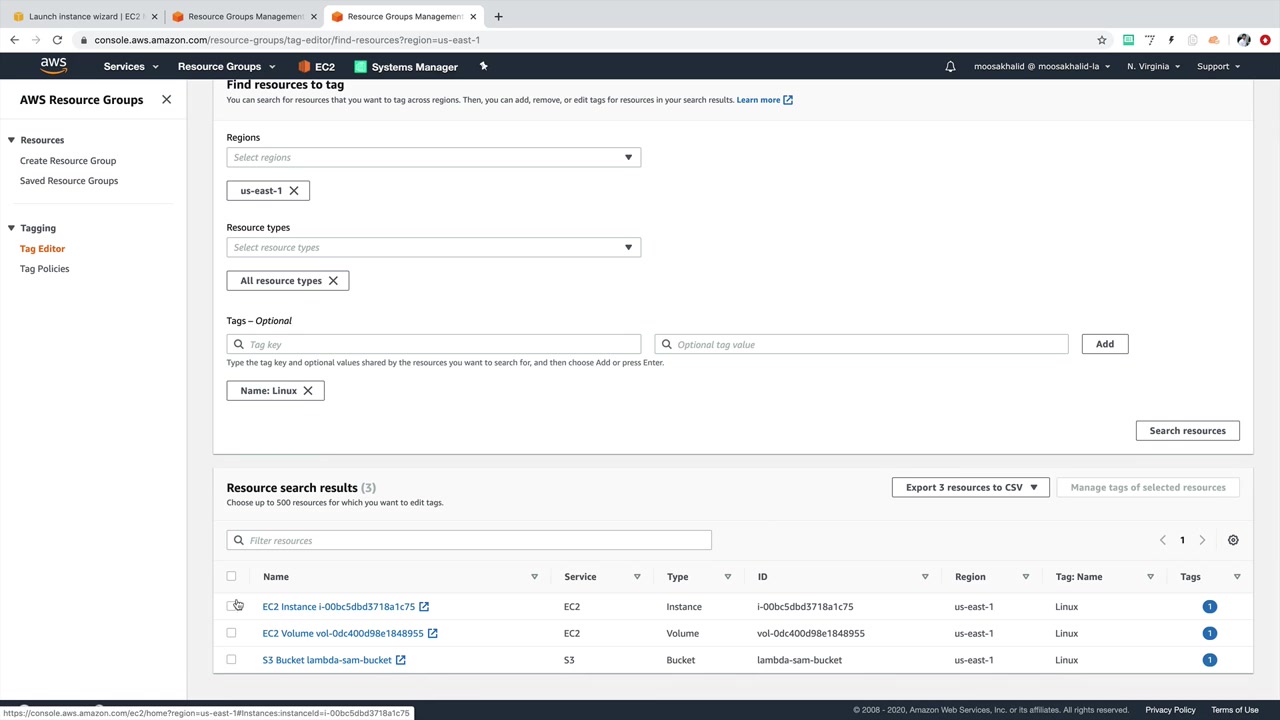 Launch instance wizard | EC2
Resource Groups Management
Resource Groups Management
console.aws.amazon.com/resource-groups/tag-editor/find-resources?region=us-east-1
aws
Services
Resource Groups
EC2
Systems Manager
moosakhalid @ moosakhalid-la
N. Virginia
Support
AWS Resource Groups
Resources
Create Resource Group
Saved Resource Groups
Tagging
Tag Editor
Tag Policies
Find resources to tag
You can search for resources that you want to tag across regions. Then, you can add, remove, or edit tags for resources in your search results. Learn more
Regions
Select regions
us-east-1
Resource types
Select resource types
All resource types
Tags – Optional
Tag key
Optional tag value
Add
Type the tag key and optional values shared by the resources you want to search for, and then choose Add or press Enter.
Name: Linux
Search resources
Resource search results (3)
Choose up to 500 resources for which you want to edit tags.
Export 3 resources to CSV
Manage tags of selected resources
Filter resources
1
Name Service Type ID Region Tag: Name Tags
EC2 Instance i-00bc5dbd3718a1c75 EC2 Instance i-00bc5dbd3718a1c75 us-east-1 Linux 1
EC2 Volume vol-0dc400d98e1848955 EC2 Volume vol-0dc400d98e1848955 us-east-1 Linux 1
S3 Bucket lambda-sam-bucket S3 Bucket lambda-sam-bucket us-east-1 Linux 1
https://console.aws.amazon.com/ec2/home?region=us-east-1#Instances:instanceId=i-00bc5dbd3718a1c75
© 2008 - 2020, Amazon Web Services, Inc. or its affiliates. All rights reserved.
Privacy Policy
Terms of Use